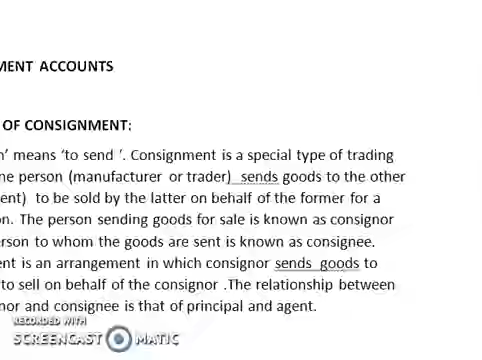 MENT ACCOUNTS
OF CONSIGNMENT:
n’ means ‘to send ’. Consignment is a special type of trading
ne person (manufacturer or trader) sends goods to the other
ent) to be sold by the latter on behalf of the former for a
on. The person sending goods for sale is known as consignor
erson to whom the goods are sent is known as consignee.
ent is an arrangement in which consignor sends goods to
to sell on behalf of the consignor .The relationship between
nor and consignee is that of principal and agent.
RECORDED WITH
SCREENCAST MATIC